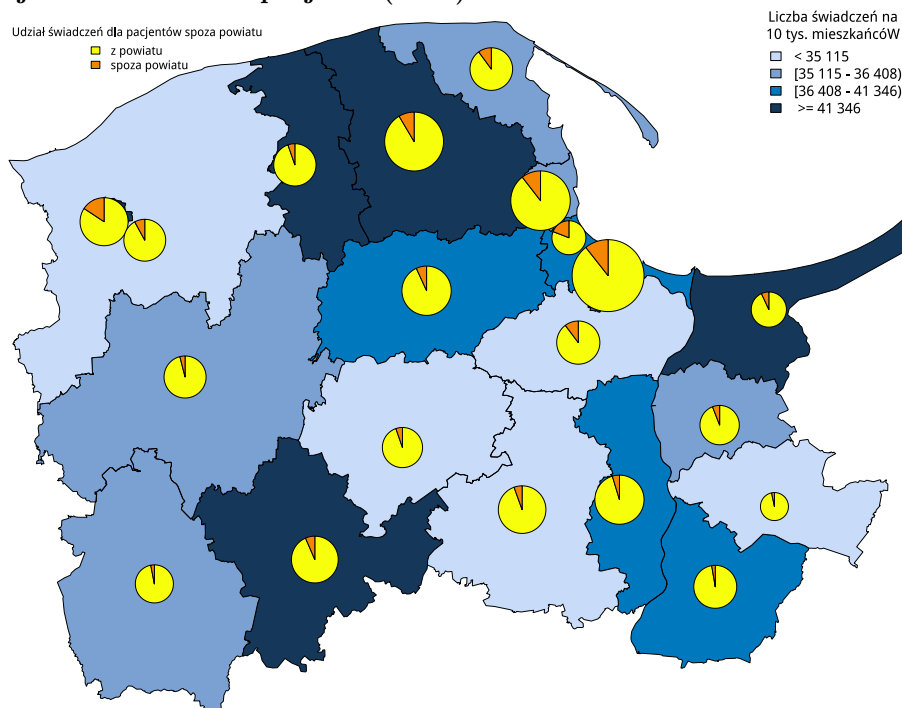 Udział świadczeń dla pacjentów spoza powiatu
z powiatu
spoza powiatu
Liczba świadczeń na
10 tys. mieszkańcóW
< 35 115
[35 115 - 36 408)
[36 408 - 41 346)
>= 41 346